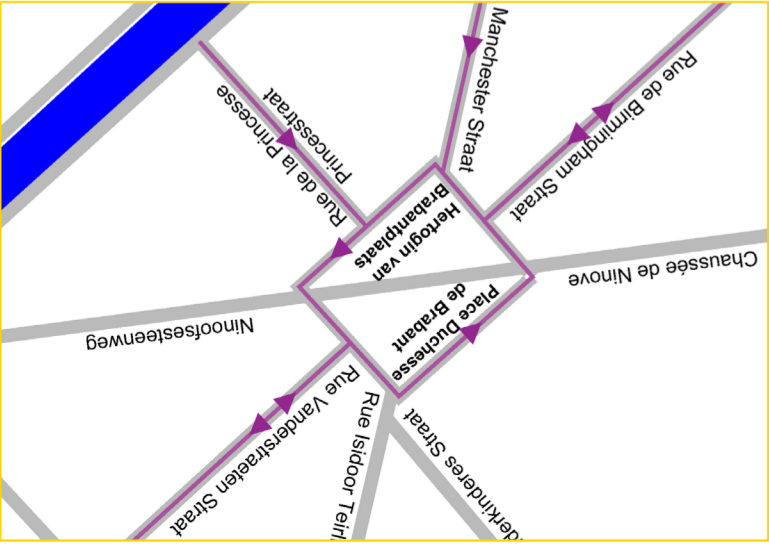 Manchester Straat
Rue de Birmingham Straat
Princesstraat
Rue de la Princesse
Hertogin van
Brabantplaats
Chaussée de Ninove
Ninoofsesteenweg
Place Duchesse
de Brabant
Rue Vanderstraeten Straat
Rue Isidoor Teirl
derkinderes Straat